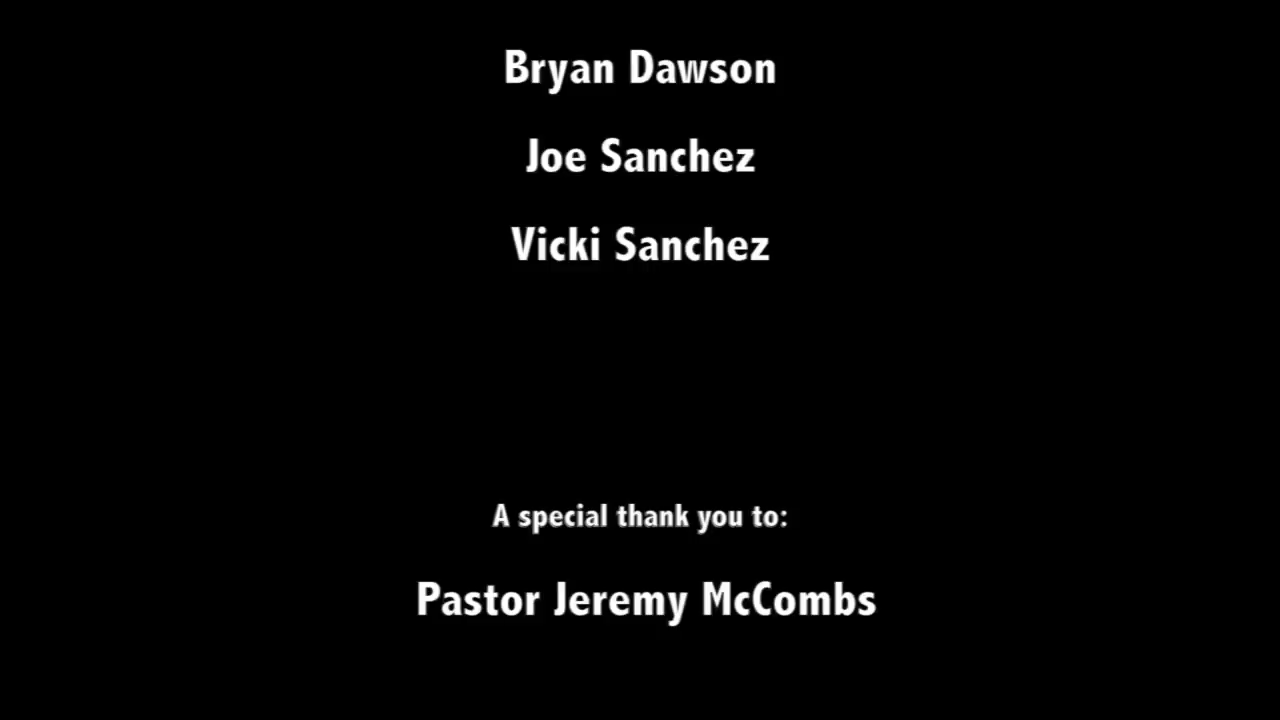 Bryan Dawson
Joe Sanchez
Vicki Sanchez
A special thank you to:
Pastor Jeremy McCombs